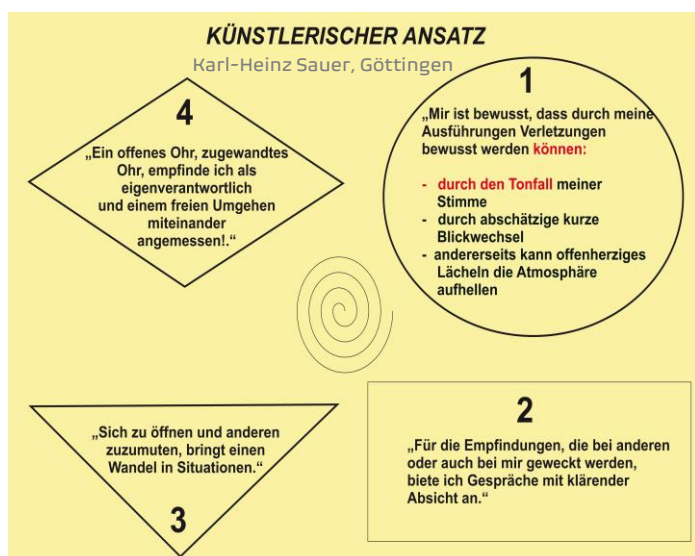 KÜNSTLERISCHER ANSATZ
Karl-Heinz Sauer, Göttingen
1
„Mir ist bewusst, dass durch meine
Ausführungen Verletzungen
bewusst werden können:
- durch den Tonfall meiner
Stimme
- durch abschätzige kurze
Blickwechsel
- andererseits kann offenherziges
Lächeln die Atmosphäre
aufhellen
2
„Für die Empfindungen, die bei anderen
oder auch bei mir geweckt werden,
biete ich Gespräche mit klärender
Absicht an.“
„Sich zu öffnen und anderen
zuzumuten, bringt einen
Wandel in Situationen.“
3
4
„Ein offenes Ohr, zugewandtes
Ohr, empfinde ich als
eigenverantwortlich
und einem freien Umgehen
miteinander
angemessen!.“